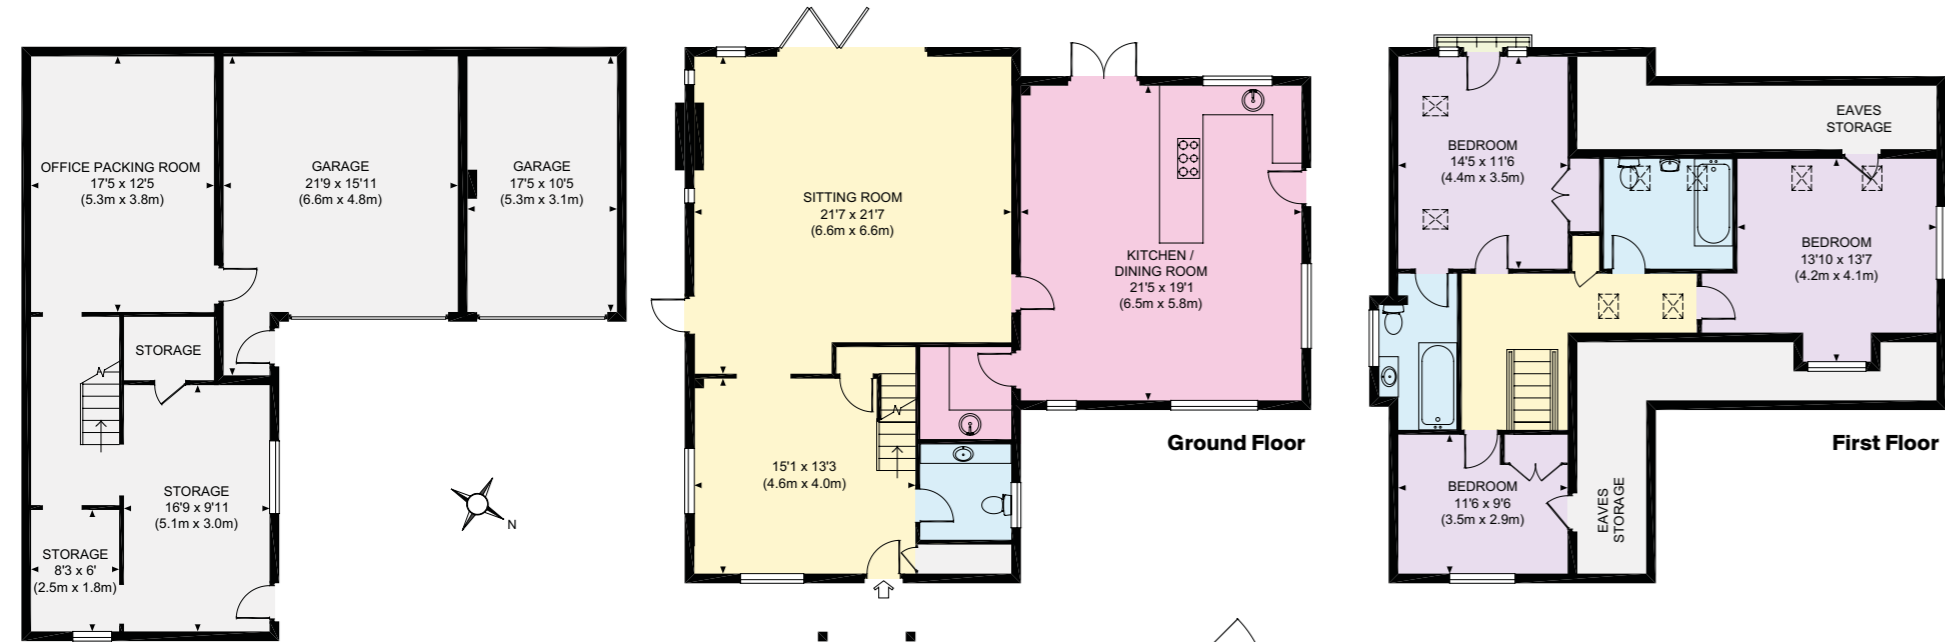 OFFICE PACKING ROOM
17'5 x 12'5
(5.3m x 3.8m)
GARAGE
21'9 x 15'11
(6.6m x 4.8m)
GARAGE
17'5 x 10'5
(5.3m x 3.1m)
STORAGE
STORAGE
16'9 x 9'11
(5.1m x 3.0m)
STORAGE
8'3 x 6'
(2.5m x 1.8m)
N
SITTING ROOM
21'7 x 21'7
(6.6m x 6.6m)
KITCHEN /
DINING ROOM
21'5 x 19'1
(6.5m x 5.8m)
15'1 x 13'3
(4.6m x 4.0m)
Ground Floor
BEDROOM
14'5 x 11'6
(4.4m x 3.5m)
EAVES
STORAGE
BEDROOM
13'10 x 13'7
(4.2m x 4.1m)
BEDROOM
11'6 x 9'6
(3.5m x 2.9m)
EAVES
STORAGE
First Floor